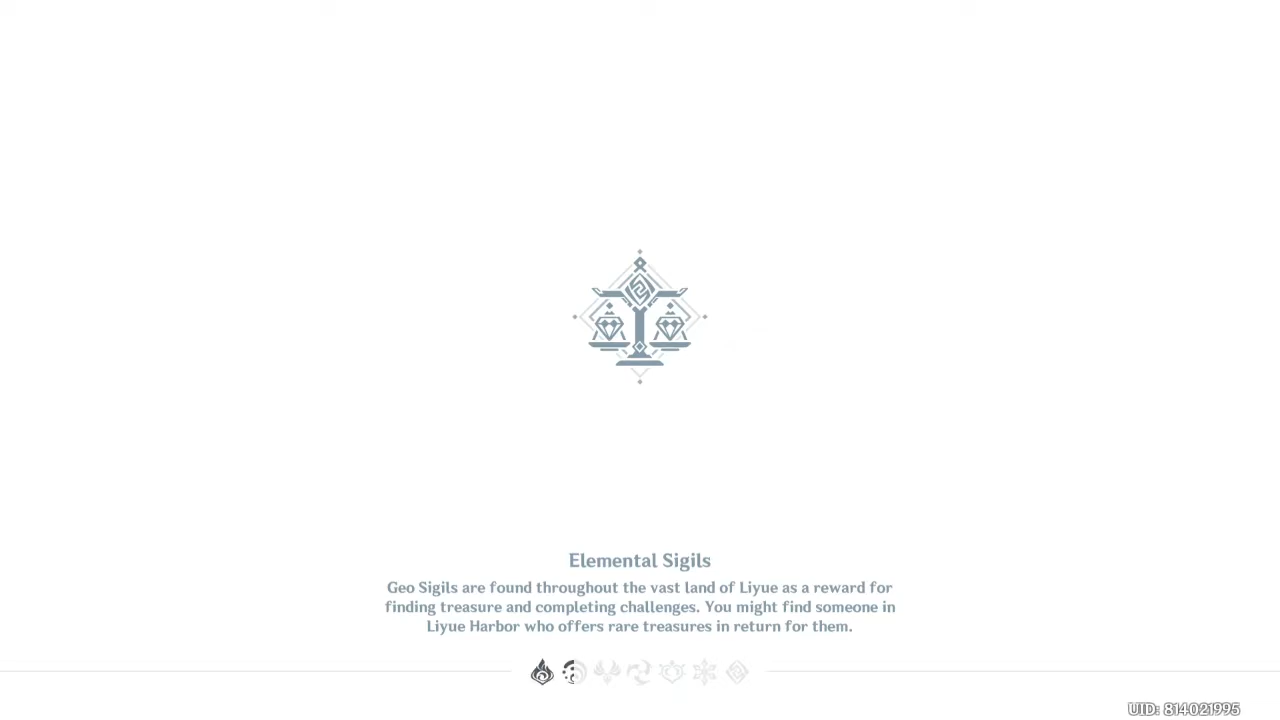 Elemental Sigils
Geo Sigils are found throughout the vast land of Liyue as a reward for
finding treasure and completing challenges. You might find someone in
Liyue Harbor who offers rare treasures in return for them.
UID: 814021995